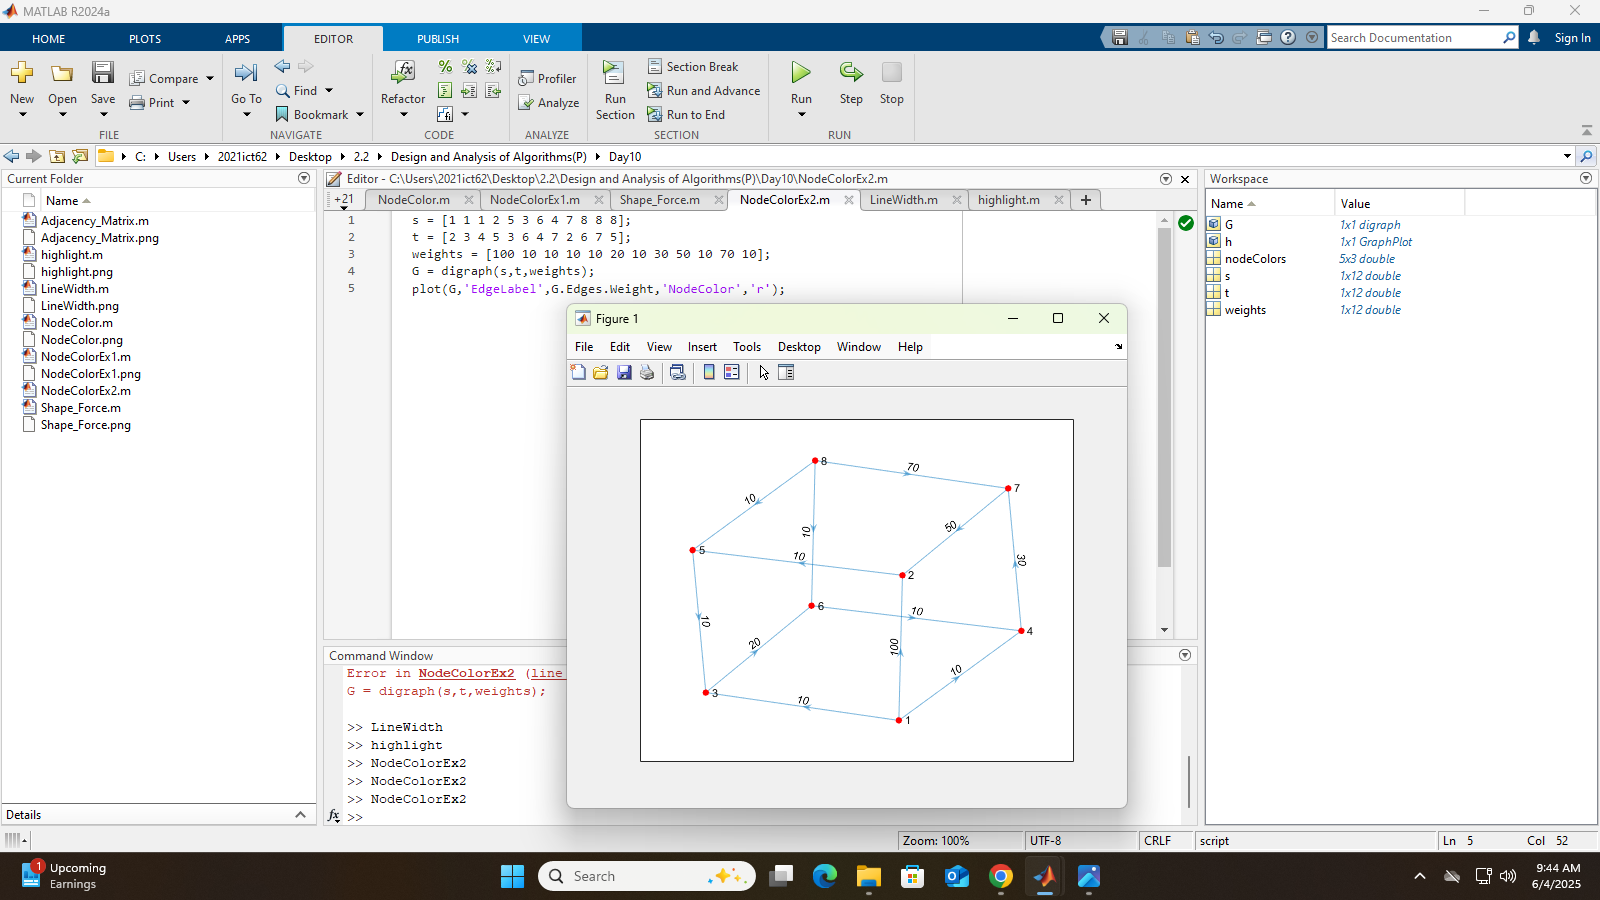 MATLAB R2024a
HOME PLOTS APPS EDITOR PUBLISH VIEW
Search Documentation
Sign In
New Open Save Compare Print
FILE
Go To Find Bookmark
NAVIGATE
Refactor
CODE
Profiler
Analyze
ANALYZE
Run Section
Section Break
Run and Advance
Run to End
SECTION
Run Step Stop
RUN
C: Users 2021ict62 Desktop 2.2 Design and Analysis of Algorithms(P) Day10
Current Folder
Name
Adjacency_Matrix.m
Adjacency_Matrix.png
highlight.m
highlight.png
LineWidth.m
LineWidth.png
NodeColor.m
NodeColor.png
NodeColorEx1.m
NodeColorEx1.png
NodeColorEx2.m
Shape_Force.m
Shape_Force.png
Details
Editor - C:\Users\2021ict62\Desktop\2.2\Design and Analysis of Algorithms(P)\Day10\NodeColorEx2.m
+21 NodeColor.m NodeColorEx1.m Shape_Force.m NodeColorEx2.m LineWidth.m highlight.m
1 s = [1 1 1 2 5 3 6 4 7 8 8 8];
2 t = [2 3 4 5 3 6 4 7 2 6 7 5];
3 weights = [100 10 10 10 10 20 10 30 50 10 70 10];
4 G = digraph(s,t,weights);
5 plot(G,'EdgeLabel',G.Edges.Weight,'NodeColor','r');
Figure 1
File Edit View Insert Tools Desktop Window Help
8
70
7
10
10
50
5
10
2
30
6
10
4
10
20
100
10
3
10
1
Command Window
Error in NodeColorEx2 (line
G = digraph(s,t,weights);
>> LineWidth
>> highlight
>> NodeColorEx2
>> NodeColorEx2
>> NodeColorEx2
fx >>
Workspace
Name Value
G 1x1 digraph
h 1x1 GraphPlot
nodeColors 5x3 double
s 1x12 double
t 1x12 double
weights 1x12 double
Zoom: 100% UTF-8 CRLF script Ln 5 Col 52
1
Upcoming
Earnings
Search
9:44 AM
6/4/2025